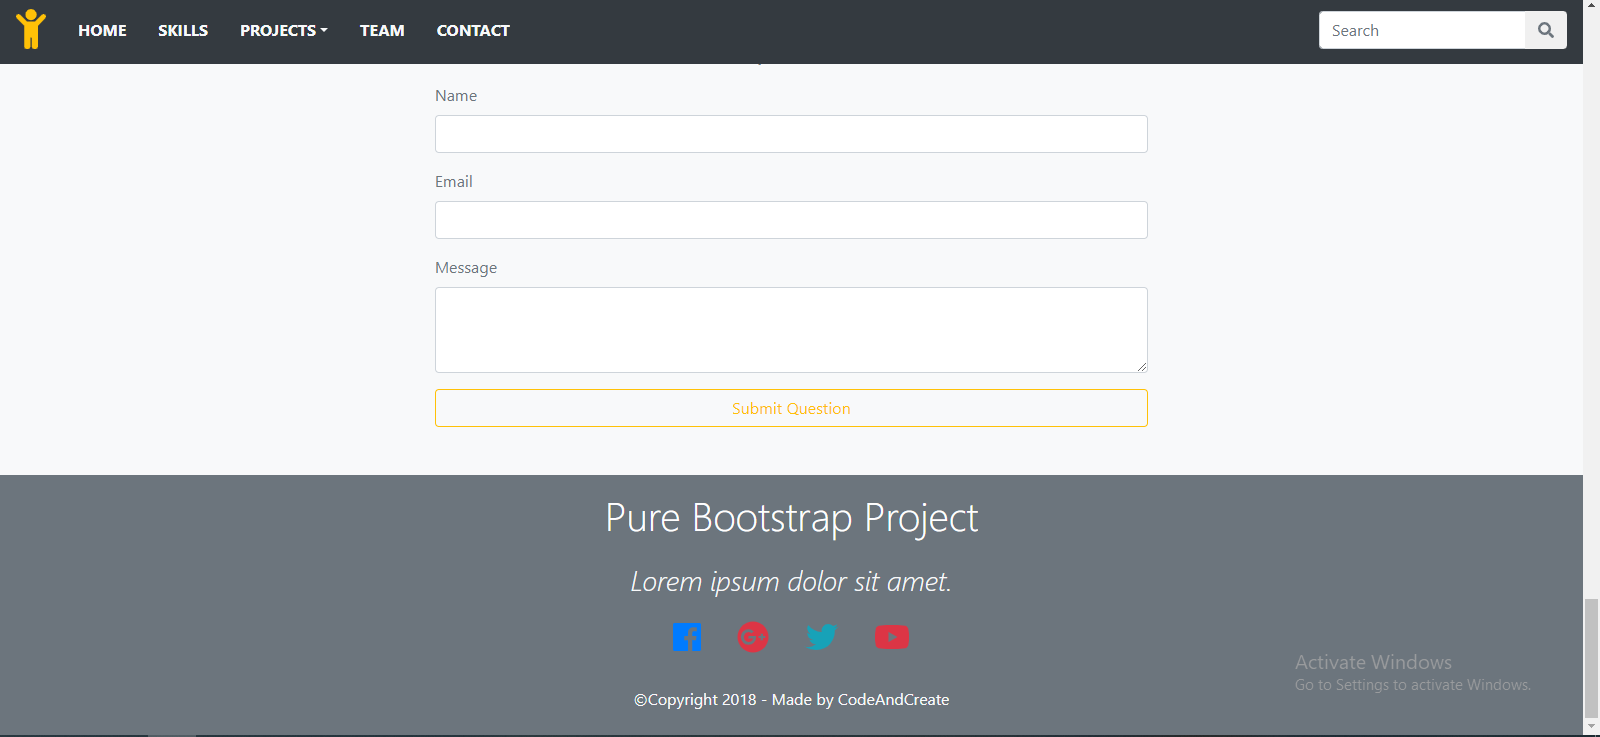 HOME SKILLS PROJECTS TEAM CONTACT Search
Name
Email
Message
Submit Question
Pure Bootstrap Project
Lorem ipsum dolor sit amet.
Activate Windows
Go to Settings to activate Windows.
©Copyright 2018 - Made by CodeAndCreate